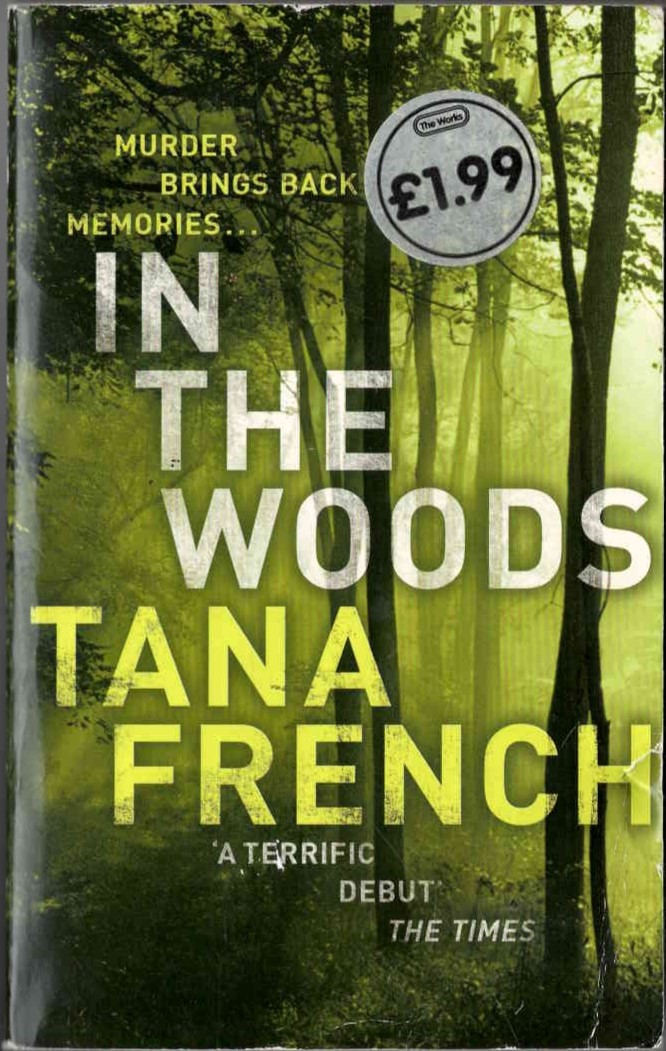 MURDER
BRINGS BACK
MEMORIES...
The Works
£1.99
IN
THE
WOODS
TANA
FRENCH
'A TERRIFIC
DEBUT'
THE TIMES